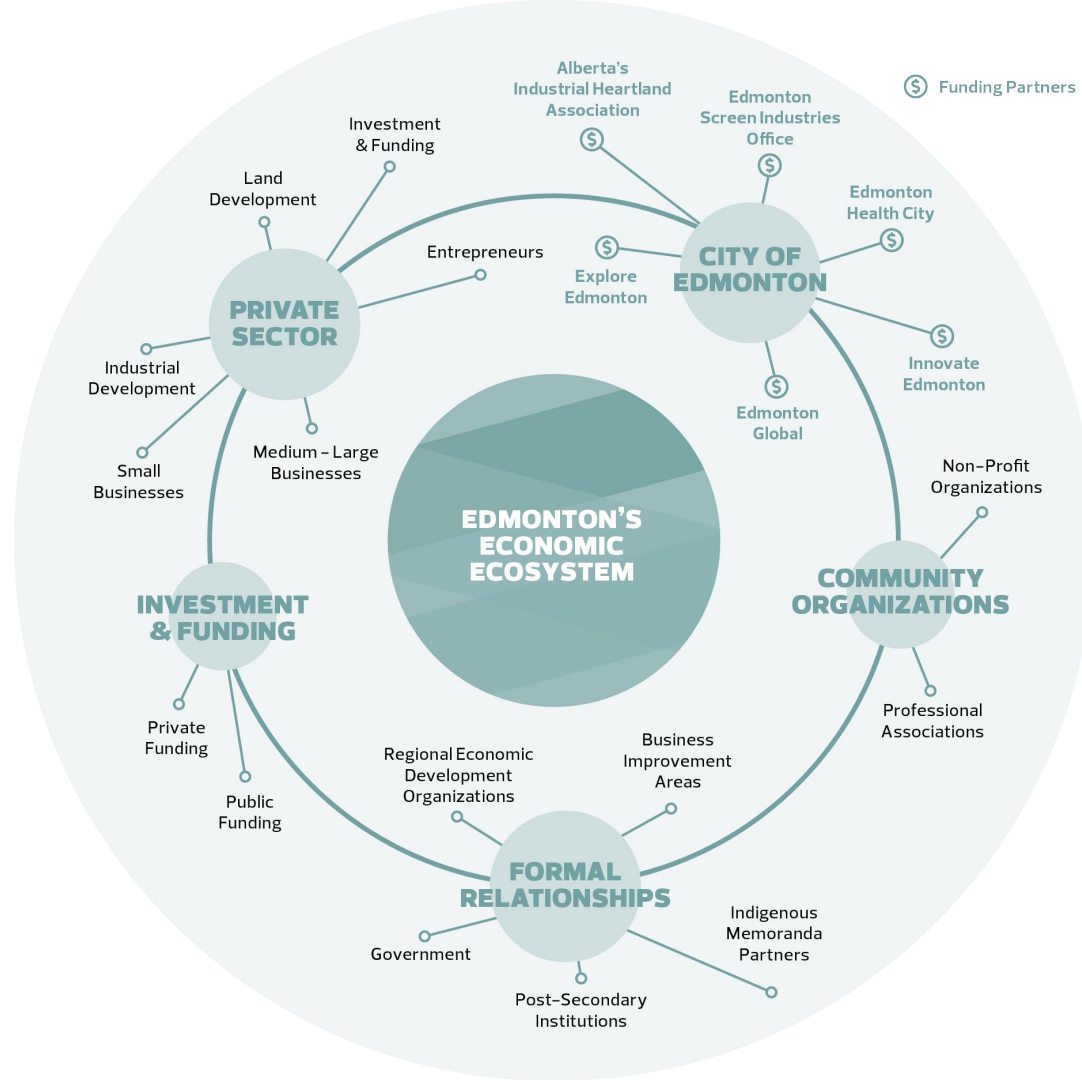 Alberta's
Industrial Heartland
Association
Edmonton
Screen Industries
Office
$ Funding Partners
$
$
Investment
& Funding
Land
Development
Edmonton
Health City
$
Entrepreneurs
$
Explore
Edmonton
CITY OF
EDMONTON
PRIVATE
SECTOR
$
Innovate
Edmonton
Industrial
Development
$
Edmonton
Global
Small
Businesses
Medium – Large
Businesses
Non-Profit
Organizations
EDMONTON'S
ECONOMIC
ECOSYSTEM
COMMUNITY
ORGANIZATIONS
INVESTMENT
& FUNDING
Private
Funding
Professional
Associations
Public
Funding
Regional Economic
Development
Organizations
Business
Improvement
Areas
FORMAL
RELATIONSHIPS
Government
Indigenous
Memoranda
Partners
Post-Secondary
Institutions